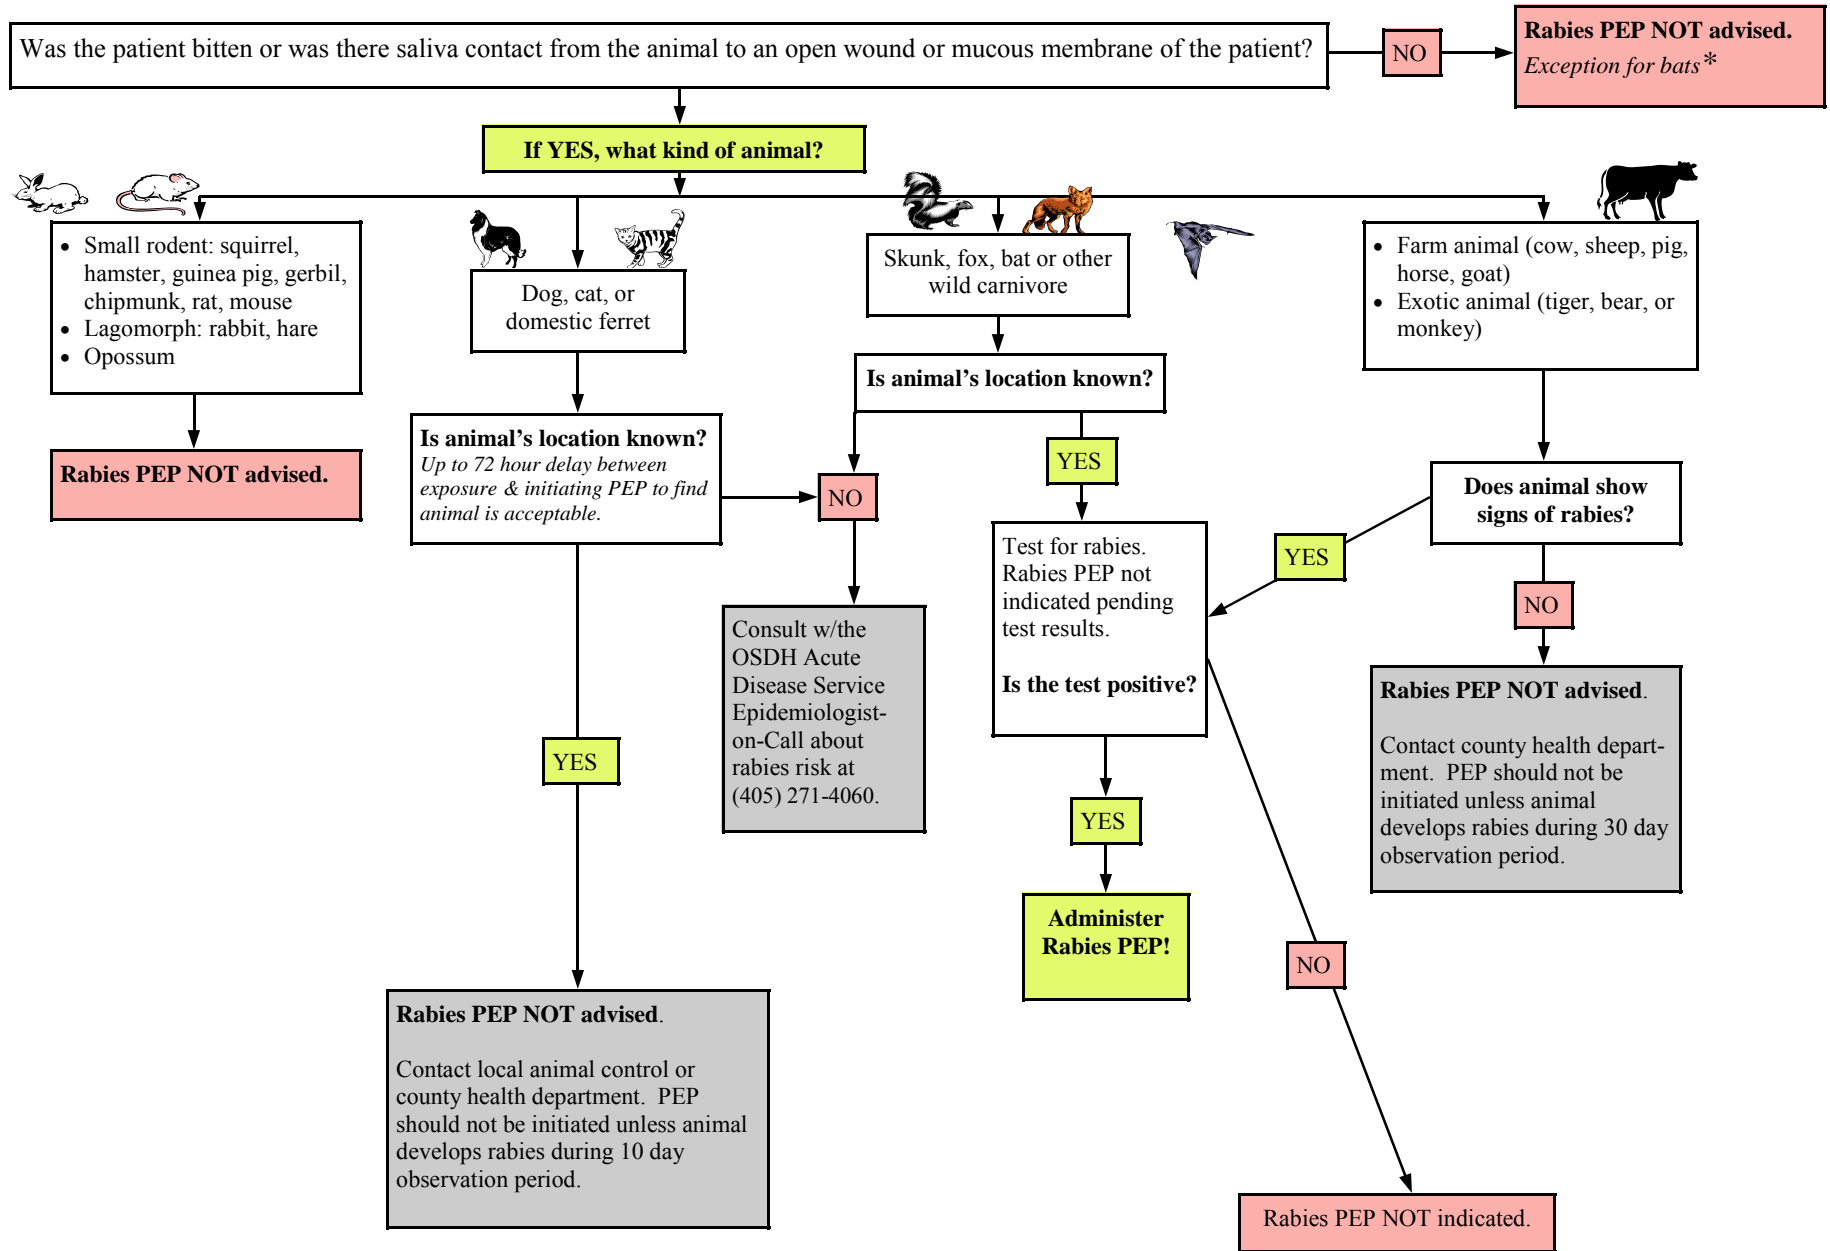 Was the patient bitten or was there saliva contact from the animal to an open wound or mucous membrane of the patient?
NO
Rabies PEP NOT advised.
Exception for bats*
If YES, what kind of animal?
• Small rodent: squirrel,
hamster, guinea pig, gerbil,
chipmunk, rat, mouse
• Lagomorph: rabbit, hare
• Opossum
Rabies PEP NOT advised.
Dog, cat, or
domestic ferret
Is animal's location known?
Up to 72 hour delay between
exposure & initiating PEP to find
animal is acceptable.
YES
Rabies PEP NOT advised.
Contact local animal control or
county health department.  PEP
should not be initiated unless animal
develops rabies during 10 day
observation period.
Skunk, fox, bat or other
wild carnivore
Is animal's location known?
NO
Consult w/the
OSDH Acute
Disease Service
Epidemiologist-
on-Call about
rabies risk at
(405) 271-4060.
YES
Test for rabies.
Rabies PEP not
indicated pending
test results.
Is the test positive?
YES
Administer
Rabies PEP!
NO
Rabies PEP NOT indicated.
• Farm animal (cow, sheep, pig,
horse, goat)
• Exotic animal (tiger, bear, or
monkey)
Does animal show
signs of rabies?
YES
NO
Rabies PEP NOT advised.
Contact county health depart-
ment.  PEP should not be
initiated unless animal
develops rabies during 30 day
observation period.